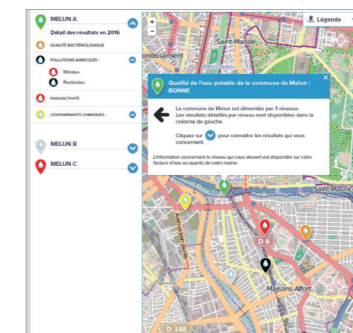 MELUN A
Détail des résultats en 2016
QUALITÉ BACTÉRIOLOGIQUE
POLLUTIONS AGRICOLES :
Nitrates
Pesticides
RADIOACTIVITÉ
CONTAMINANTS CHIMIQUES :
MELUN B
MELUN C
+
-
Légende
Saint-Mandé
ondissement
Qualité de l'eau potable de la commune de Melun :
BONNE
×
La commune de Melun est alimentée par 3 réseaux.
Les résultats détaillés par réseau sont disponibles dans la
colonne de gauche.
Cliquez sur
pour connaître les résultats qui vous
concernent.
L'information concernant le réseau qui vous dessert est disponible sur votre
facture d'eau ou auprès de votre mairie.
Saint-Mauric
D 6
Maisons-Alfort
D 148